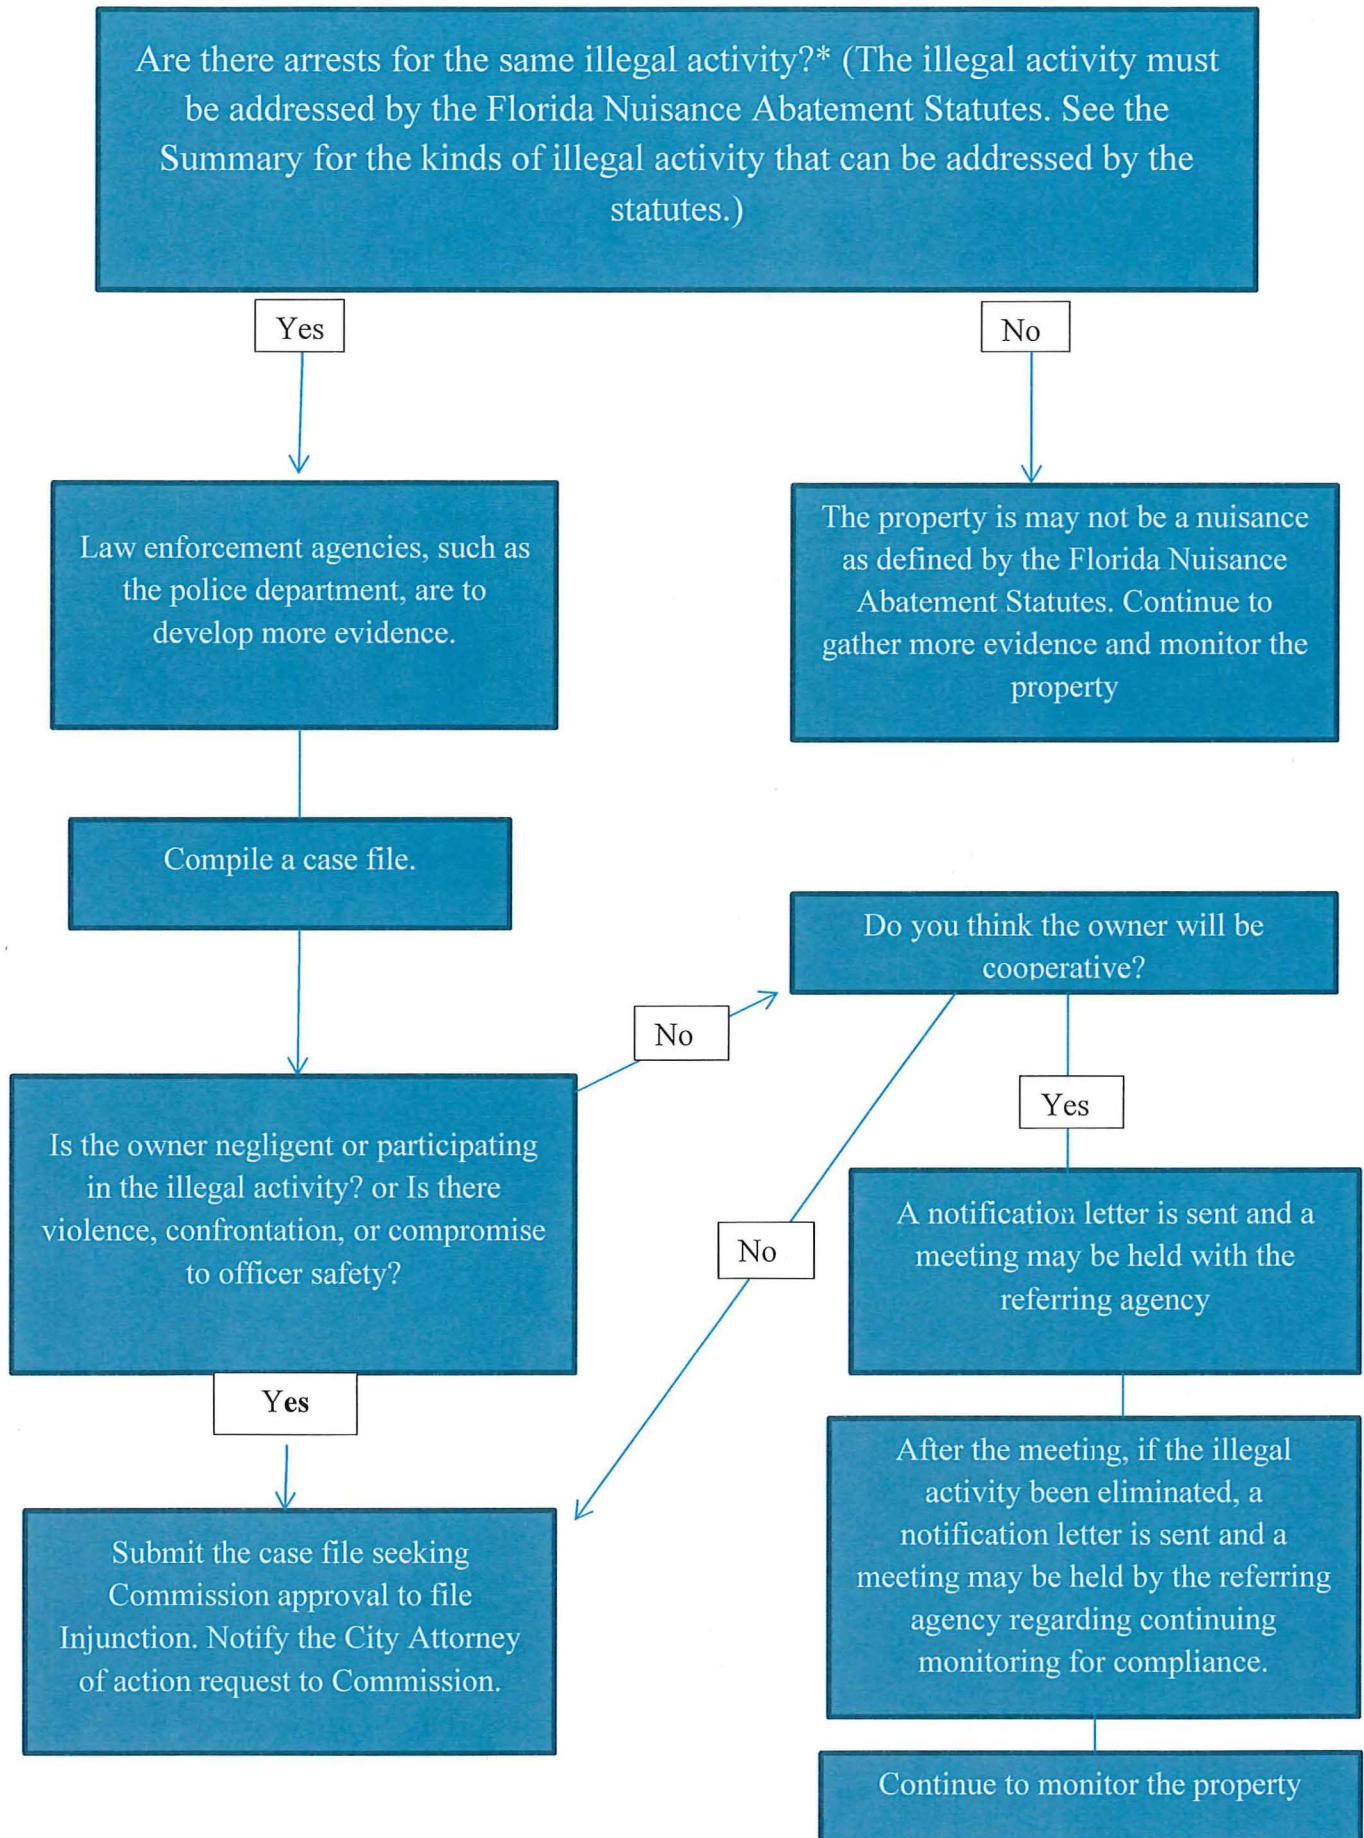 Are there arrests for the same illegal activity?* (The illegal activity must
be addressed by the Florida Nuisance Abatement Statutes. See the
Summary for the kinds of illegal activity that can be addressed by the
statutes.)
Yes
No
Law enforcement agencies, such as
the police department, are to
develop more evidence.
The property is may not be a nuisance
as defined by the Florida Nuisance
Abatement Statutes. Continue to
gather more evidence and monitor the
property
Compile a case file.
Do you think the owner will be
cooperative?
No
Yes
Is the owner negligent or participating
in the illegal activity? or Is there
violence, confrontation, or compromise
to officer safety?
A notification letter is sent and a
meeting may be held with the
referring agency
No
Yes
Submit the case file seeking
Commission approval to file
Injunction. Notify the City Attorney
of action request to Commission.
After the meeting, if the illegal
activity been eliminated, a
notification letter is sent and a
meeting may be held by the referring
agency regarding continuing
monitoring for compliance.
Continue to monitor the property